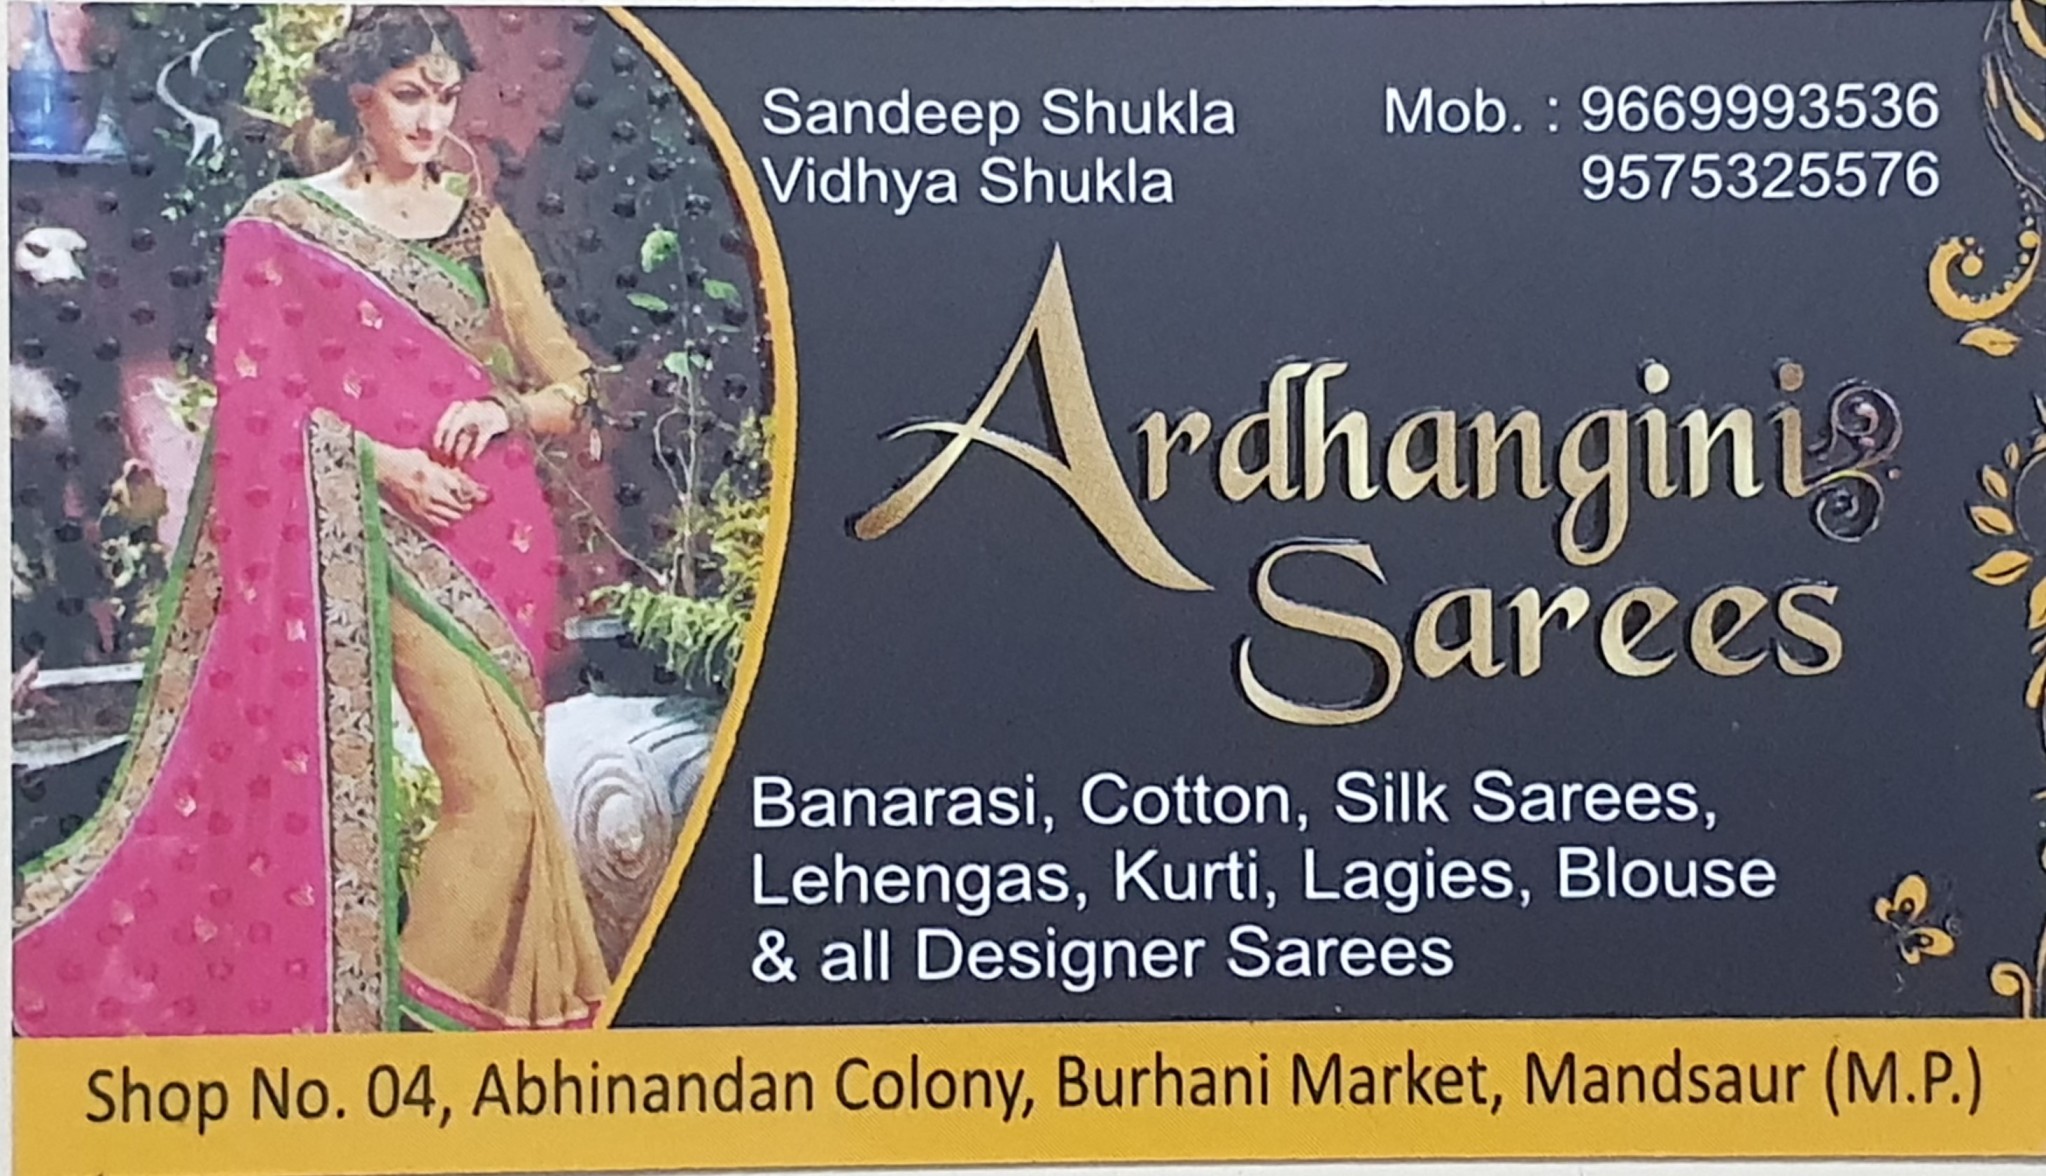 Sandeep Shukla Mob. : 9669993536
Vidhya Shukla 9575325576
Ardhangini
Sarees
Banarasi, Cotton, Silk Sarees,
Lehengas, Kurti, Lagies, Blouse
& all Designer Sarees
Shop No. 04, Abhinandan Colony, Burhani Market, Mandsaur (M.P.)